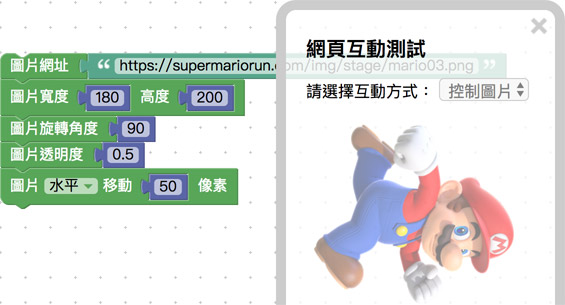 圖片網址 “ https://supermariorun.com/img/stage/mario03.png ”
圖片寬度 180 高度 200
圖片旋轉角度 90
圖片透明度 0.5
圖片 水平 移動 50 像素
×
網頁互動測試
請選擇互動方式： 控制圖片
M